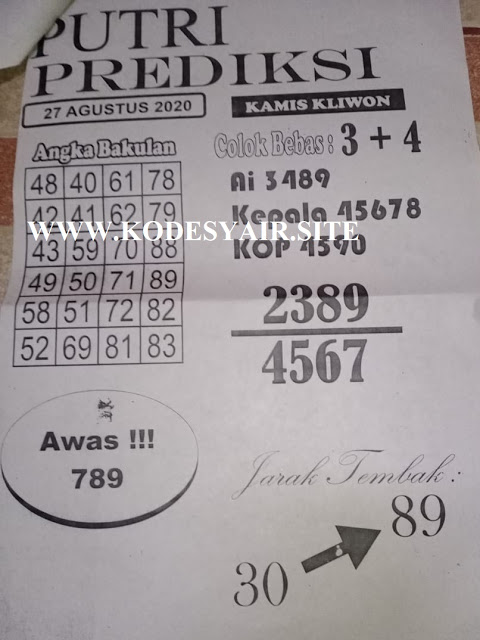 PUTRI
PREDIKSI
27 AGUSTUS 2020
KAMIS KLIWON
Angka Bakulan
48 40 61 78
42 41 62 79
43 59 70 88
49 50 71 89
58 51 72 82
52 69 81 83
Colok Bebas : 3 + 4
Ai 3489
Kepala 45678
KOP 4590
WWW.KODESYAIR.SITE
2389
4567
Awas !!!
789
Jarak Tembak :
30
89